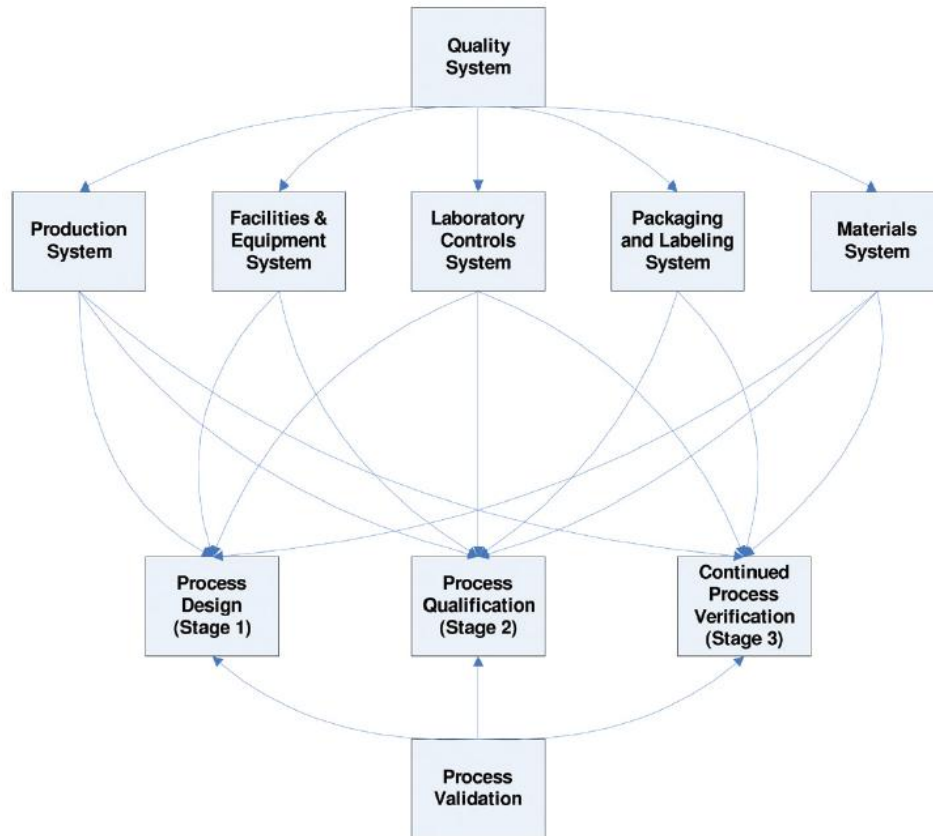 Quality
System
Production
System
Facilities &
Equipment
System
Laboratory
Controls
System
Packaging
and Labeling
System
Materials
System
Process
Design
(Stage 1)
Process
Qualification
(Stage 2)
Continued
Process
Verification
(Stage 3)
Process
Validation